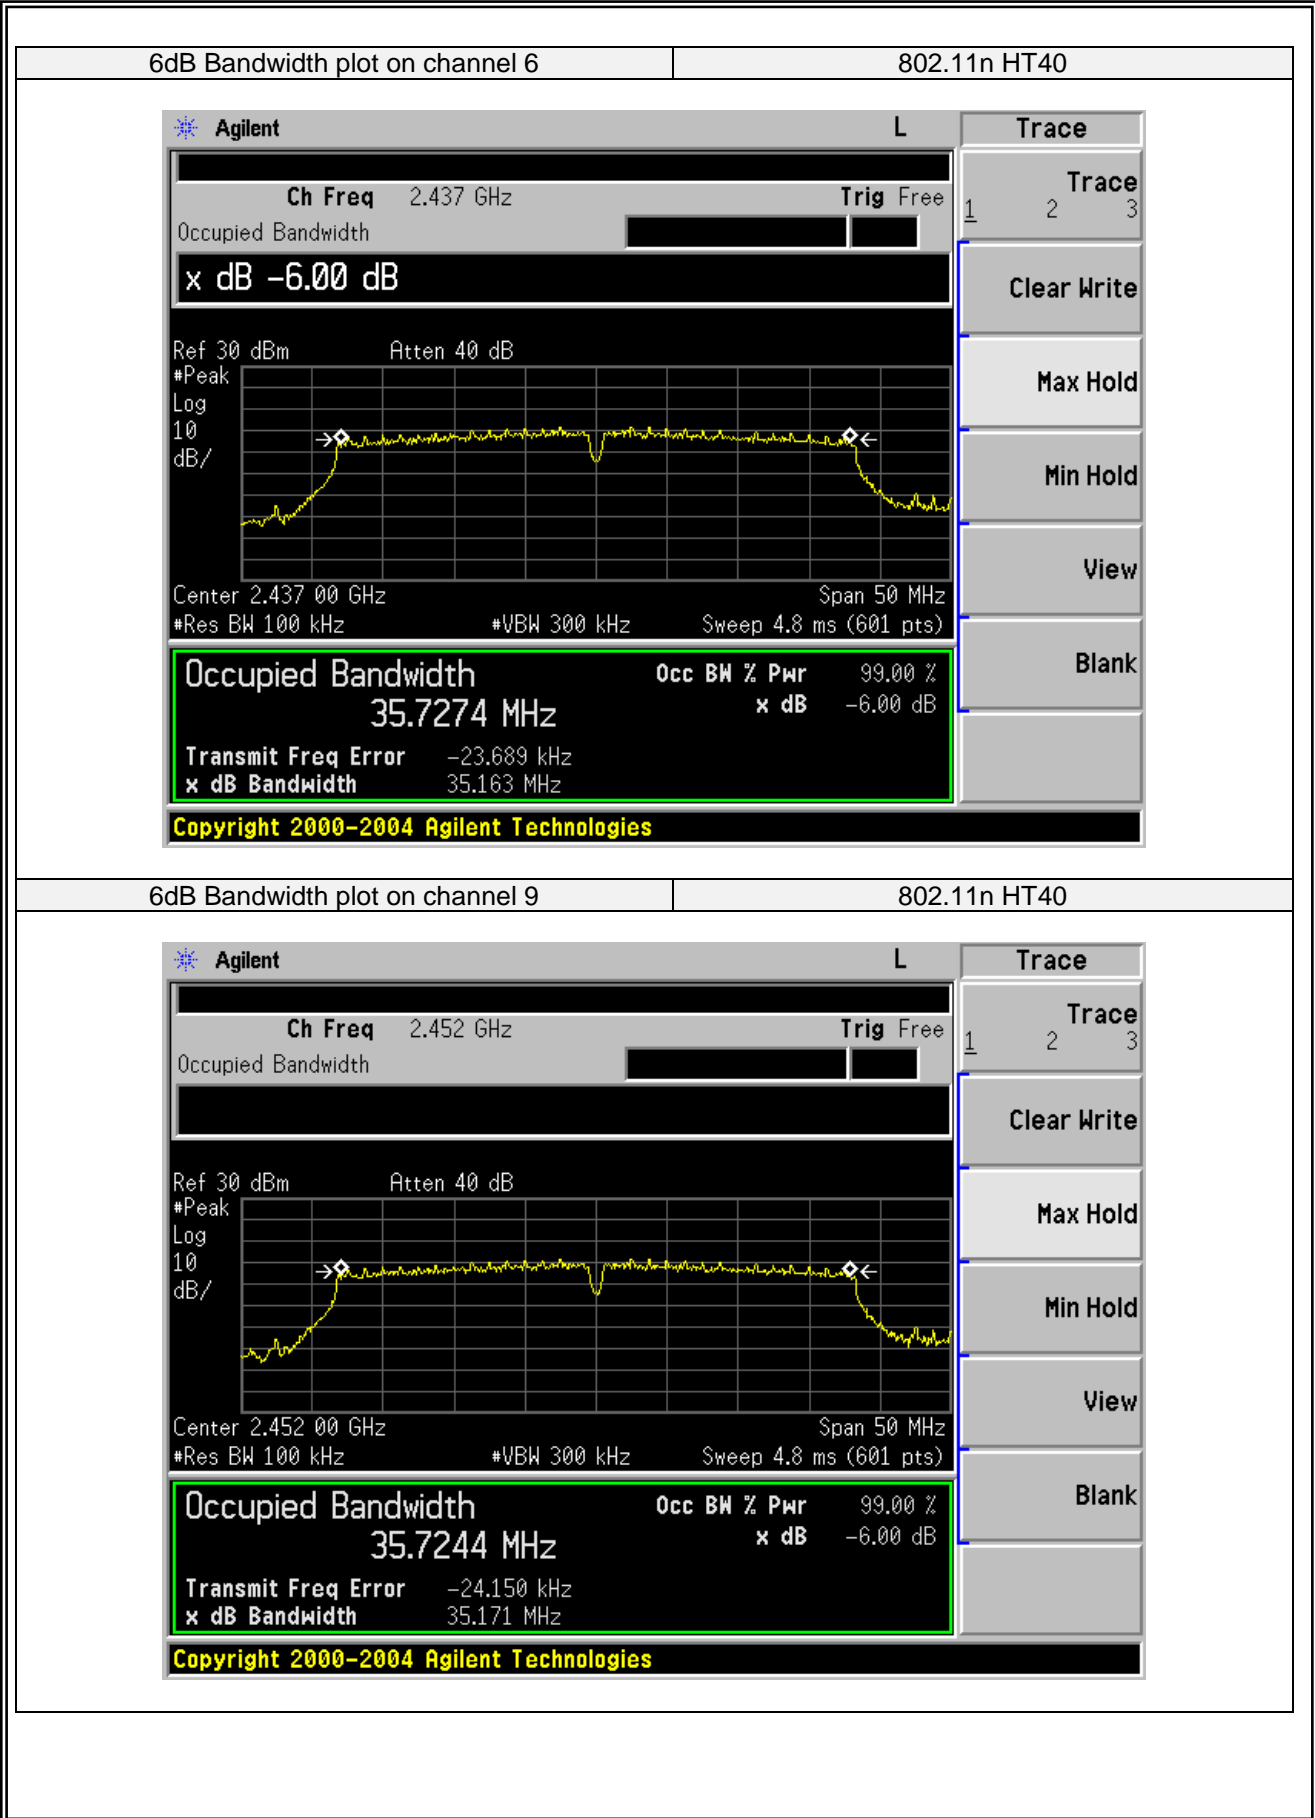 6dB Bandwidth plot on channel 6 802.11n HT40
Agilent L Trace
Ch Freq 2.437 GHz Trig Free
Trace
1 2 3
Occupied Bandwidth
x dB -6.00 dB
Clear Write
Ref 30 dBm Atten 40 dB
#Peak
Log
10
dB/
Max Hold
Min Hold
View
Center 2.437 00 GHz Span 50 MHz
#Res BW 100 kHz #VBW 300 kHz Sweep 4.8 ms (601 pts)
Blank
Occupied Bandwidth Occ BW % Pwr 99.00 %
35.7274 MHz x dB -6.00 dB
Transmit Freq Error -23.689 kHz
x dB Bandwidth 35.163 MHz
Copyright 2000-2004 Agilent Technologies
6dB Bandwidth plot on channel 9 802.11n HT40
Agilent L Trace
Ch Freq 2.452 GHz Trig Free
Trace
1 2 3
Occupied Bandwidth
Clear Write
Ref 30 dBm Atten 40 dB
#Peak
Log
10
dB/
Max Hold
Min Hold
View
Center 2.452 00 GHz Span 50 MHz
#Res BW 100 kHz #VBW 300 kHz Sweep 4.8 ms (601 pts)
Blank
Occupied Bandwidth Occ BW % Pwr 99.00 %
35.7244 MHz x dB -6.00 dB
Transmit Freq Error -24.150 kHz
x dB Bandwidth 35.171 MHz
Copyright 2000-2004 Agilent Technologies